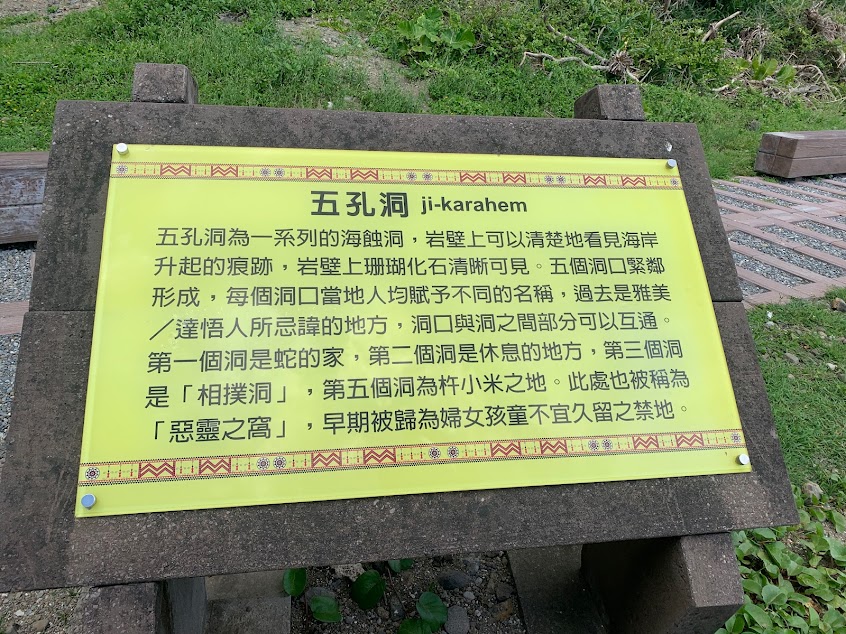 五孔洞 ji-karahem
五孔洞為一系列的海蝕洞，岩壁上可以清楚地看見海岸
升起的痕跡，岩壁上珊瑚化石清晰可見。五個洞口緊鄰
形成，每個洞口當地人均賦予不同的名稱，過去是雅美
／達悟人所忌諱的地方，洞口與洞之間部分可以互通。
第一個洞是蛇的家，第二個洞是休息的地方，第三個洞
是「相撲洞」，第五個洞為杵小米之地。此處也被稱為
「惡靈之窩」，早期被歸為婦女孩童不宜久留之禁地。